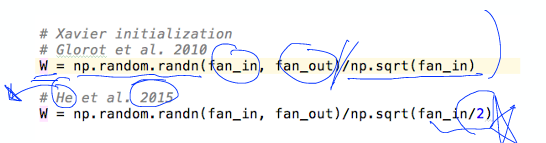 # Xavier initialization
# Glorot et al. 2010
W = np.random.randn(fan_in, fan_out)/np.sqrt(fan_in)
# He et al. 2015
W = np.random.randn(fan_in, fan_out)/np.sqrt(fan_in/2)